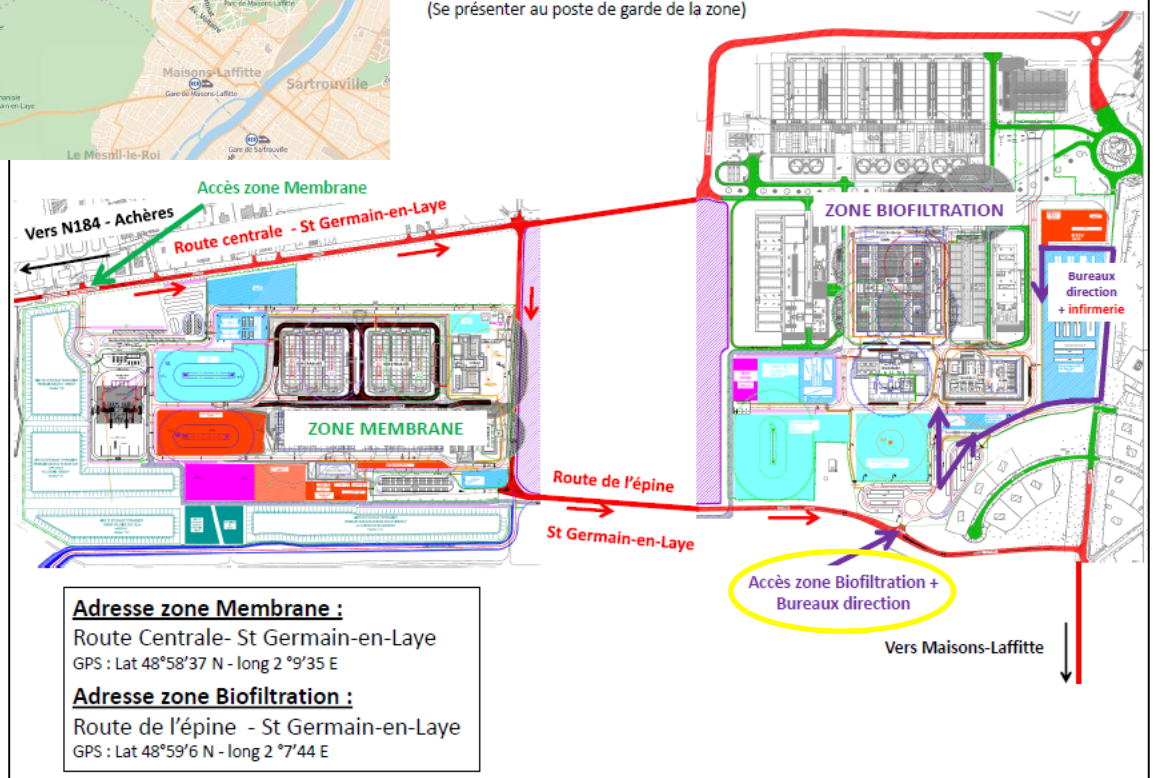 (Se présenter au poste de garde de la zone)
Parc de Maisons-Laffitte
Maisons-Laffitte
Gare de Maisons-Laffitte
Sartrouville
Gare de Sartrouville
Le Mesnil-le-Roi
Accès zone Membrane
Vers N184 - Achères
Route centrale - St Germain-en-Laye
ZONE BIOFILTRATION
Bureaux
direction
+ infirmerie
ZONE MEMBRANE
Route de l'épine
St Germain-en-Laye
Accès zone Biofiltration +
Bureaux direction
Vers Maisons-Laffitte
Adresse zone Membrane :
Route Centrale- St Germain-en-Laye
GPS : Lat 48°58'37 N - long 2 °9'35 E
Adresse zone Biofiltration :
Route de l'épine - St Germain-en-Laye
GPS : Lat 48°59'6 N - long 2 °7'44 E